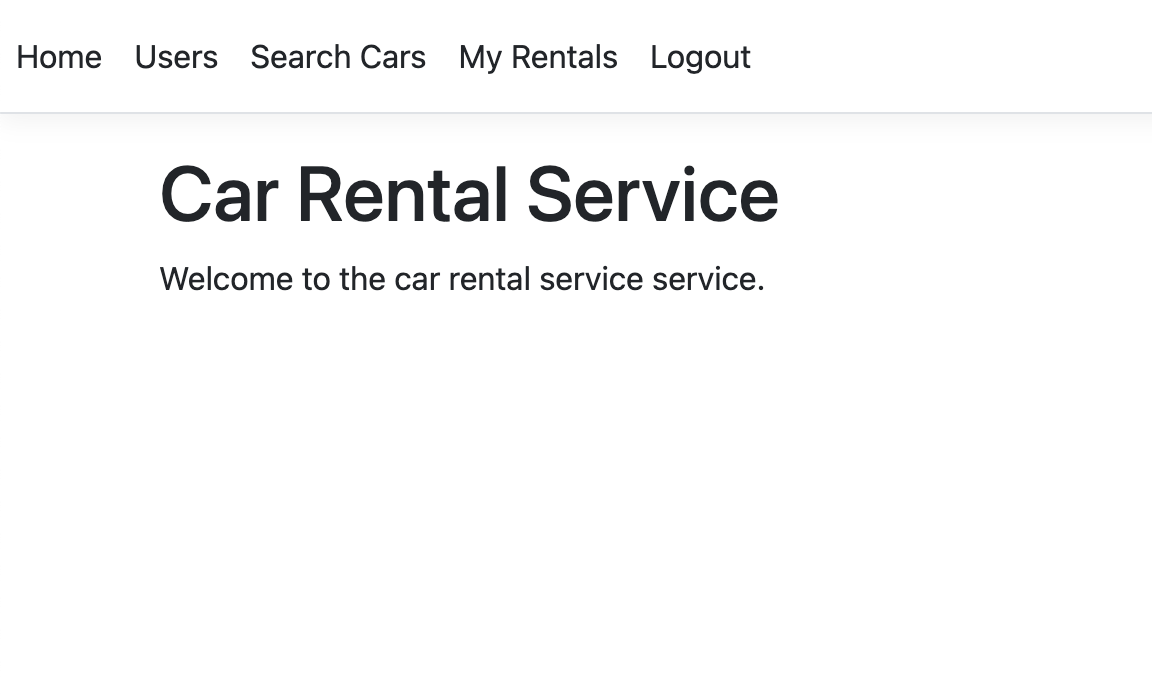 Home Users Search Cars My Rentals Logout
Car Rental Service
Welcome to the car rental service service.